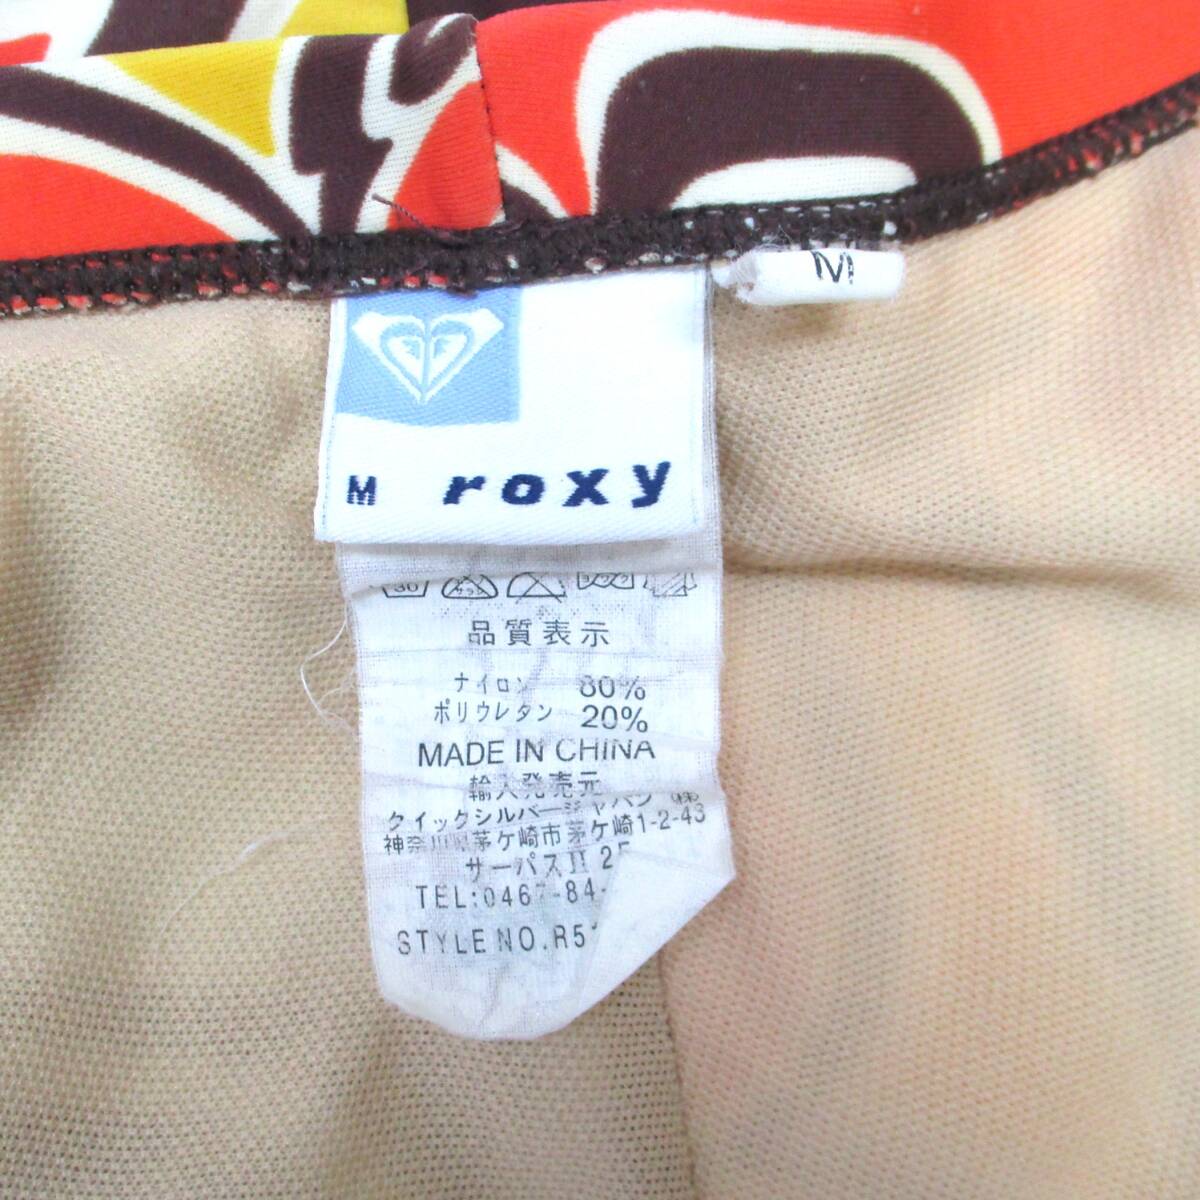 M
M roxy
30
品質表示
ナイロン 80%
ポリウレタン 20%
MADE IN CHINA
輸入発売元
クイックシルバージャパン (株)
神奈川県茅ケ崎市茅ケ崎1-2-43
サーパスⅡ 2F
TEL:0467-84-
STYLE NO.R5